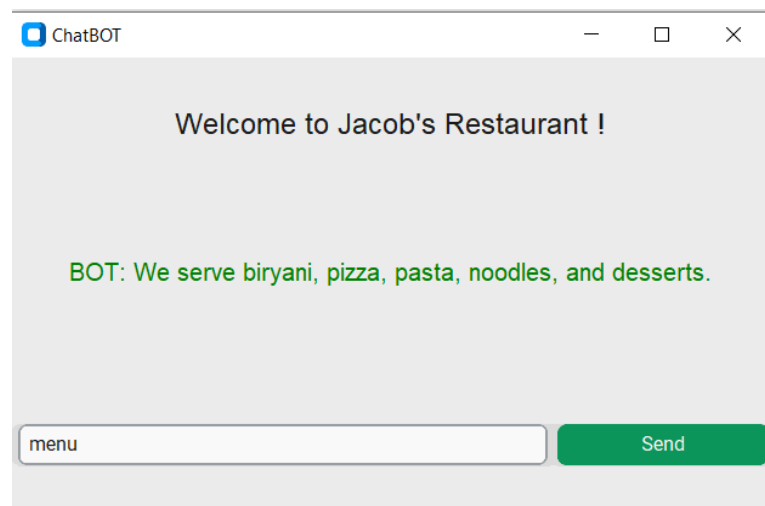 ChatBOT
Welcome to Jacob's Restaurant !
BOT: We serve biryani, pizza, pasta, noodles, and desserts.
menu
Send